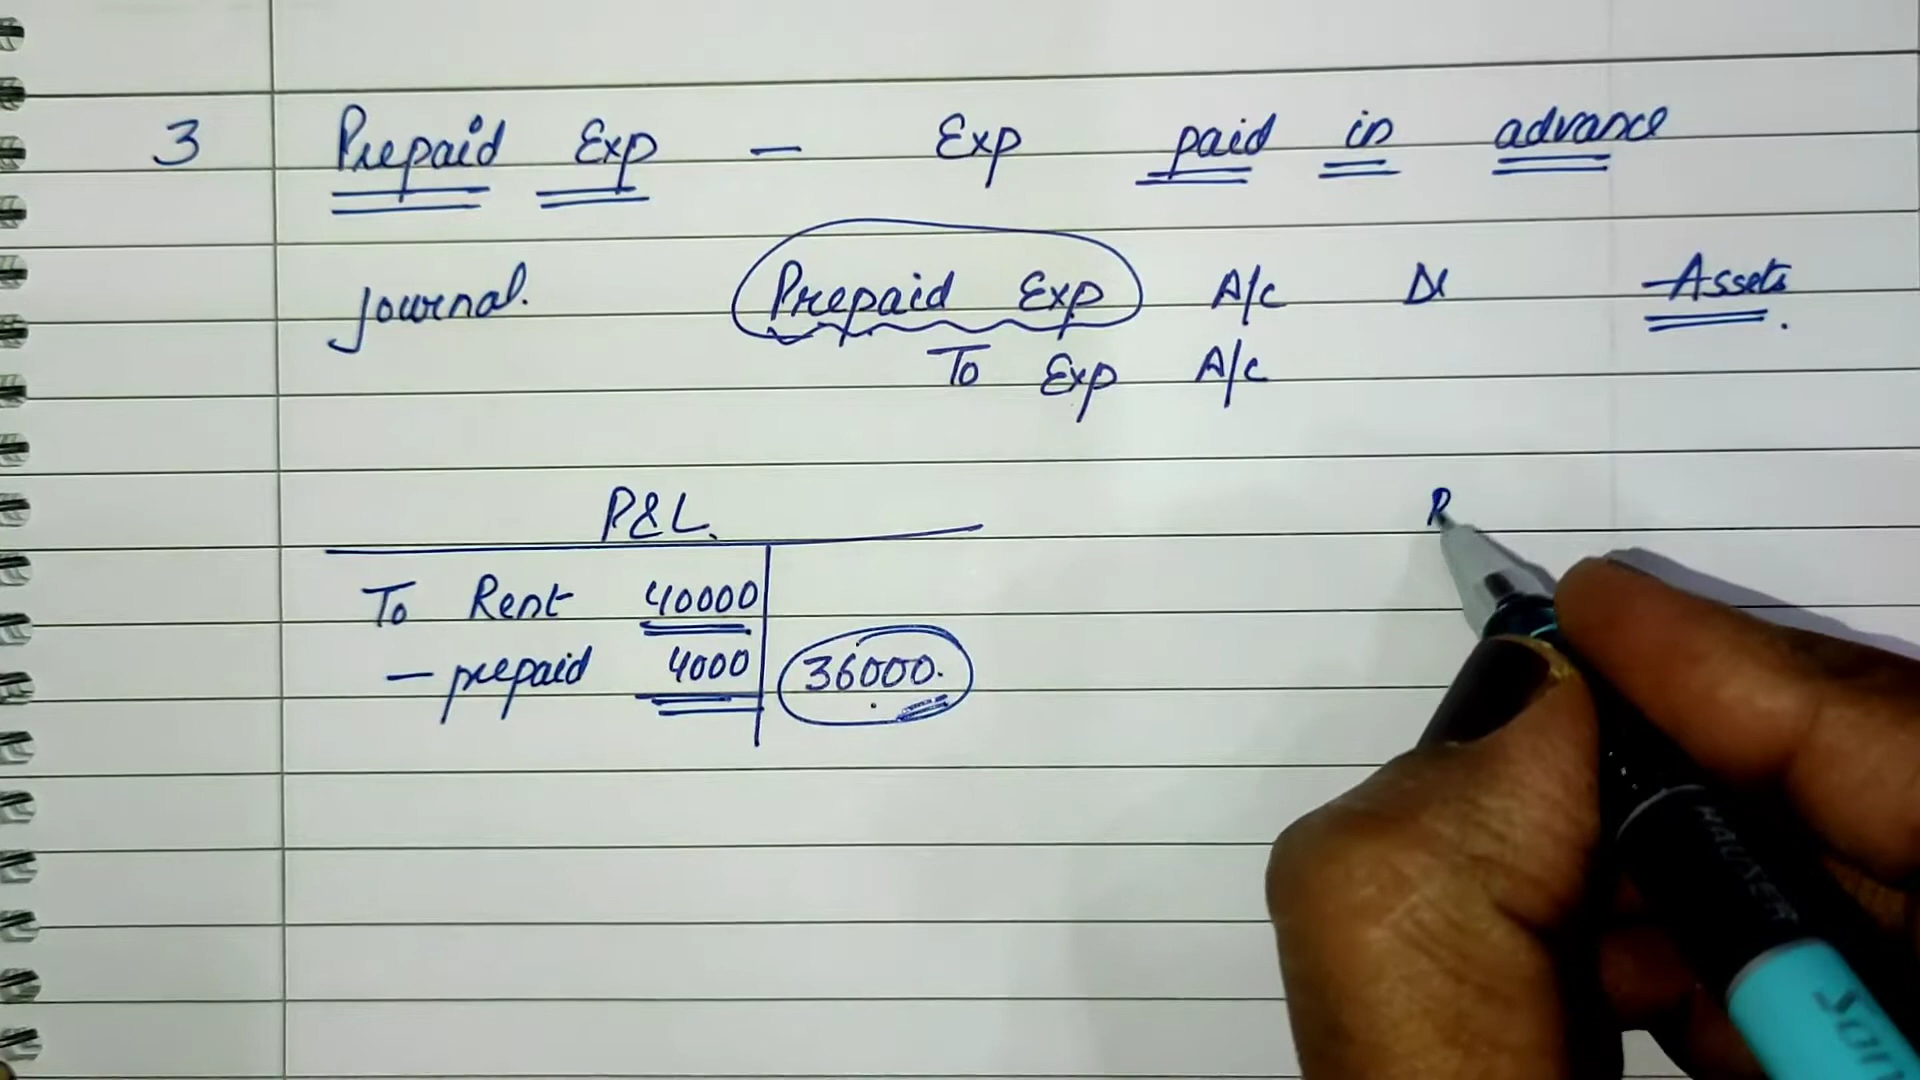 3 Prepaid Exp — Exp paid in advance
Journal. Prepaid Exp A/c Dr — Assets.
To Exp A/c
P&L.
To Rent 40000
— prepaid 4000 36000.
HAUSER